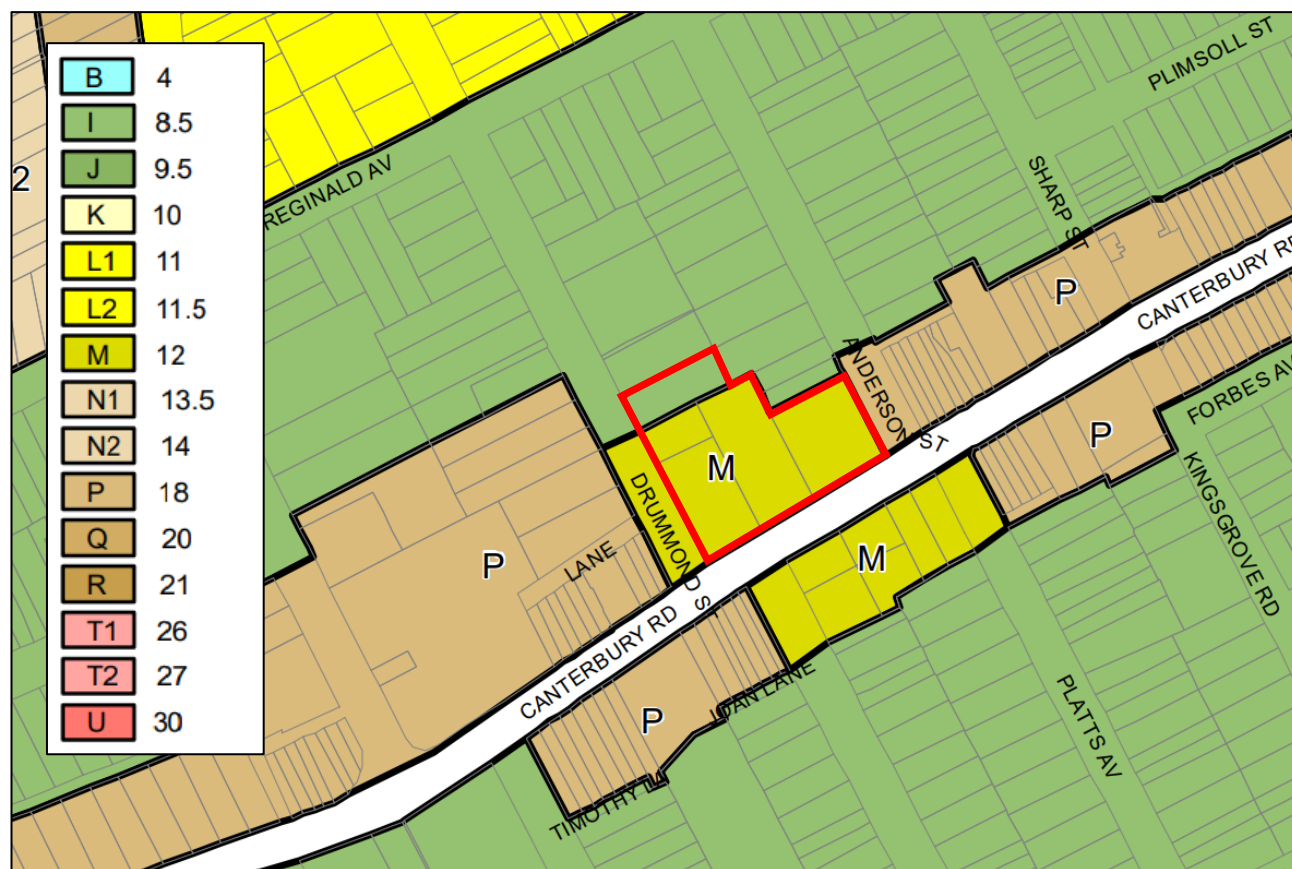 B 4
I 8.5
J 9.5
K 10
L1 11
L2 11.5
M 12
N1 13.5
N2 14
P 18
Q 20
R 21
T1 26
T2 27
U 30
2
REGINALD AV
PLIMSOLL ST
SHARP ST
CANTERBURY RD
P
ANDERSON ST
FORBES AV
P
M
KINGSGROVE RD
DRUMMOND ST
M
LANE
P
CANTERBURY RD
JOAN LANE
P
PLATTS AV
TIMOTHY LA